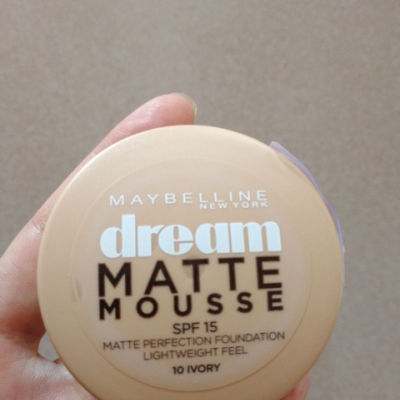 MAYBELLINE
NEW YORK
dream
MATTE
MOUSSE
SPF 15
MATTE PERFECTION FOUNDATION
LIGHTWEIGHT FEEL
10 IVORY